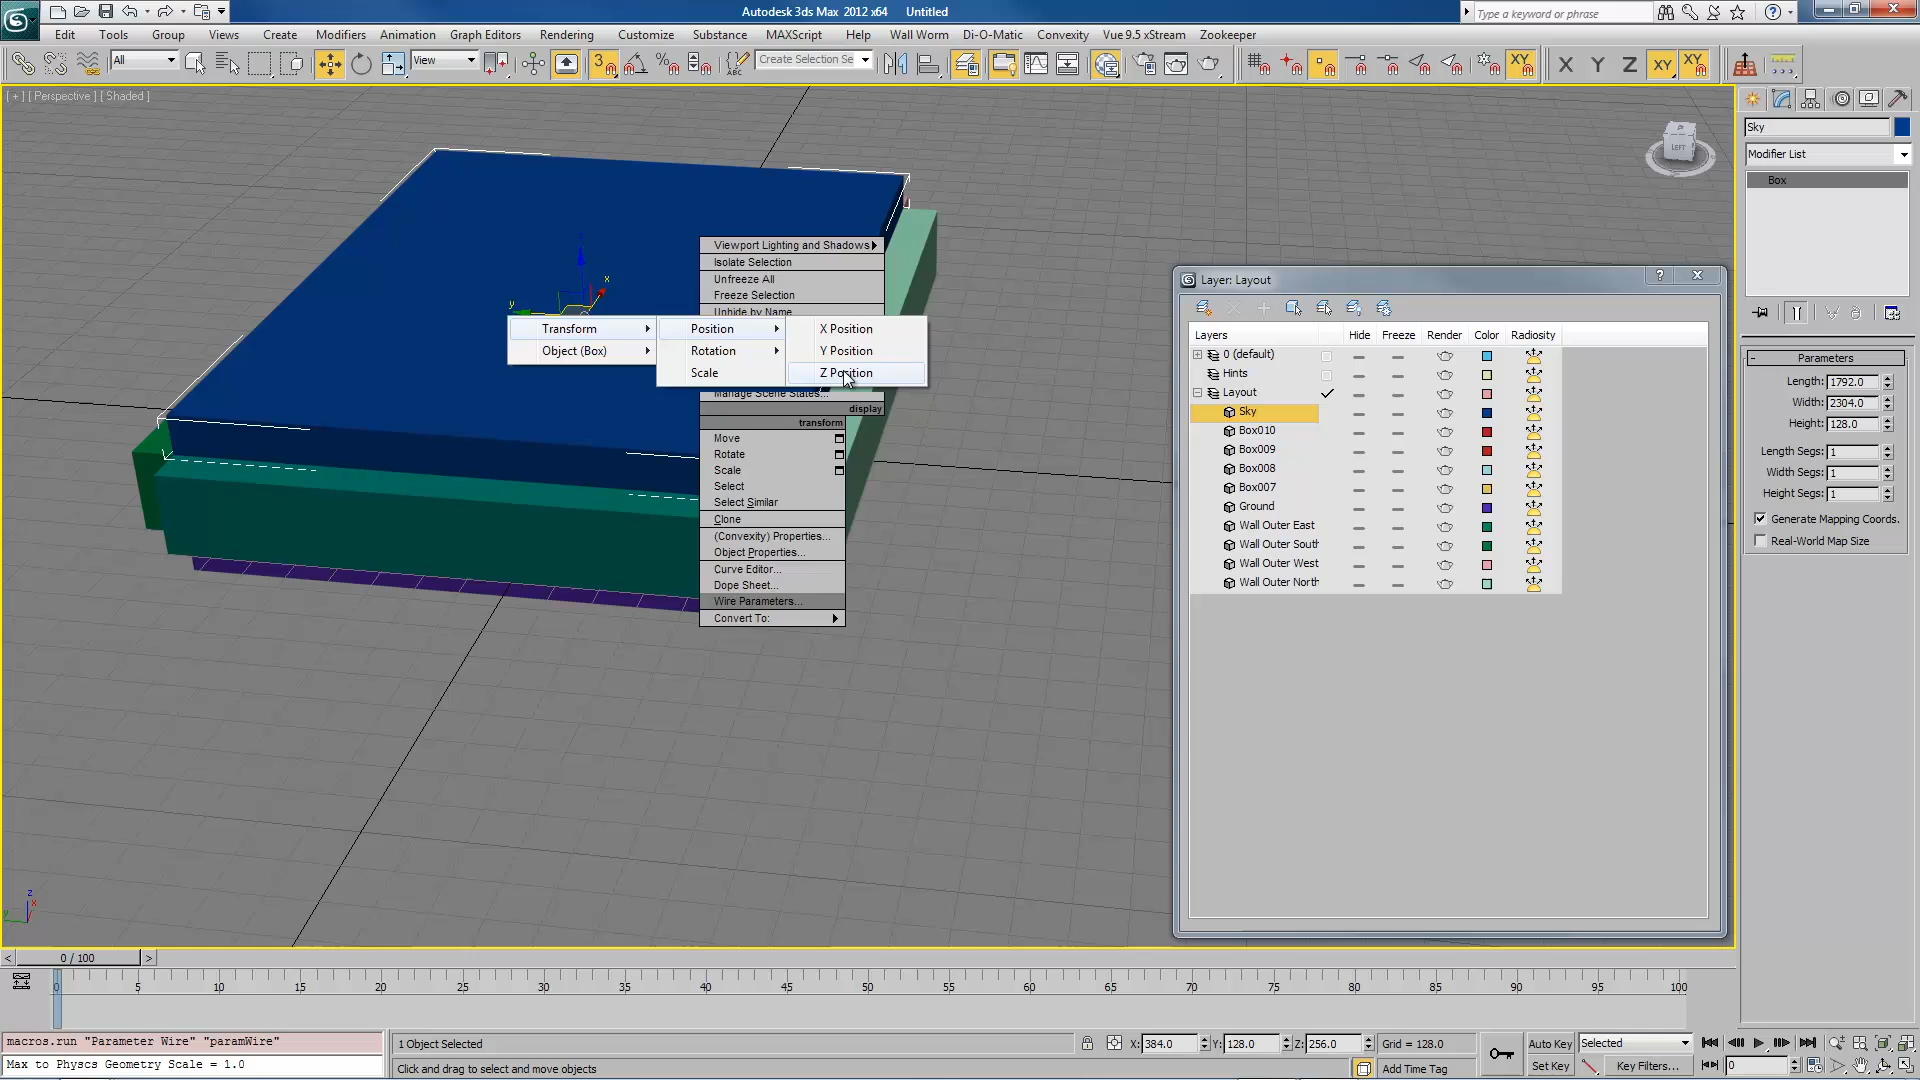 Autodesk 3ds Max 2012 x64 Untitled
Type a keyword or phrase
Edit Tools Group Views Create Modifiers Animation Graph Editors Rendering Customize Substance MAXScript Help Wall Worm Di-O-Matic Convexity Vue 9.5 xStream Zookeeper
All View 3 Create Selection Se X Y Z XY XY
[ + ] [ Perspective ] [ Shaded ]
LEFT
Sky
Modifier List
Box
Viewport Lighting and Shadows
Isolate Selection
Unfreeze All
Freeze Selection
Unhide by Name
Transform
Object (Box)
Position
Rotation
Scale
X Position
Y Position
Z Position
Manage Scene States...
display
transform
Move
Rotate
Scale
Select
Select Similar
Clone
(Convexity) Properties...
Object Properties...
Curve Editor...
Dope Sheet...
Wire Parameters...
Convert To:
Layer: Layout
Layers Hide Freeze Render Color Radiosity
0 (default)
Hints
Layout
Sky
Box010
Box009
Box008
Box007
Ground
Wall Outer East
Wall Outer South
Wall Outer West
Wall Outer North
Parameters
Length: 1792.0
Width: 2304.0
Height: 128.0
Length Segs: 1
Width Segs: 1
Height Segs: 1
Generate Mapping Coords.
Real-World Map Size
x
y
z
x
y
< 0 / 100 >
0 5 10 15 20 25 30 35 40 45 50 55 60 65 70 75 80 85 90 95 100
macros.run "Parameter Wire" "paramWire"
Max to Physcs Geometry Scale = 1.0
1 Object Selected
Click and drag to select and move objects
X: 384.0 Y: 128.0 Z: 256.0 Grid = 128.0
Add Time Tag
Auto Key Selected
Set Key Key Filters...
0